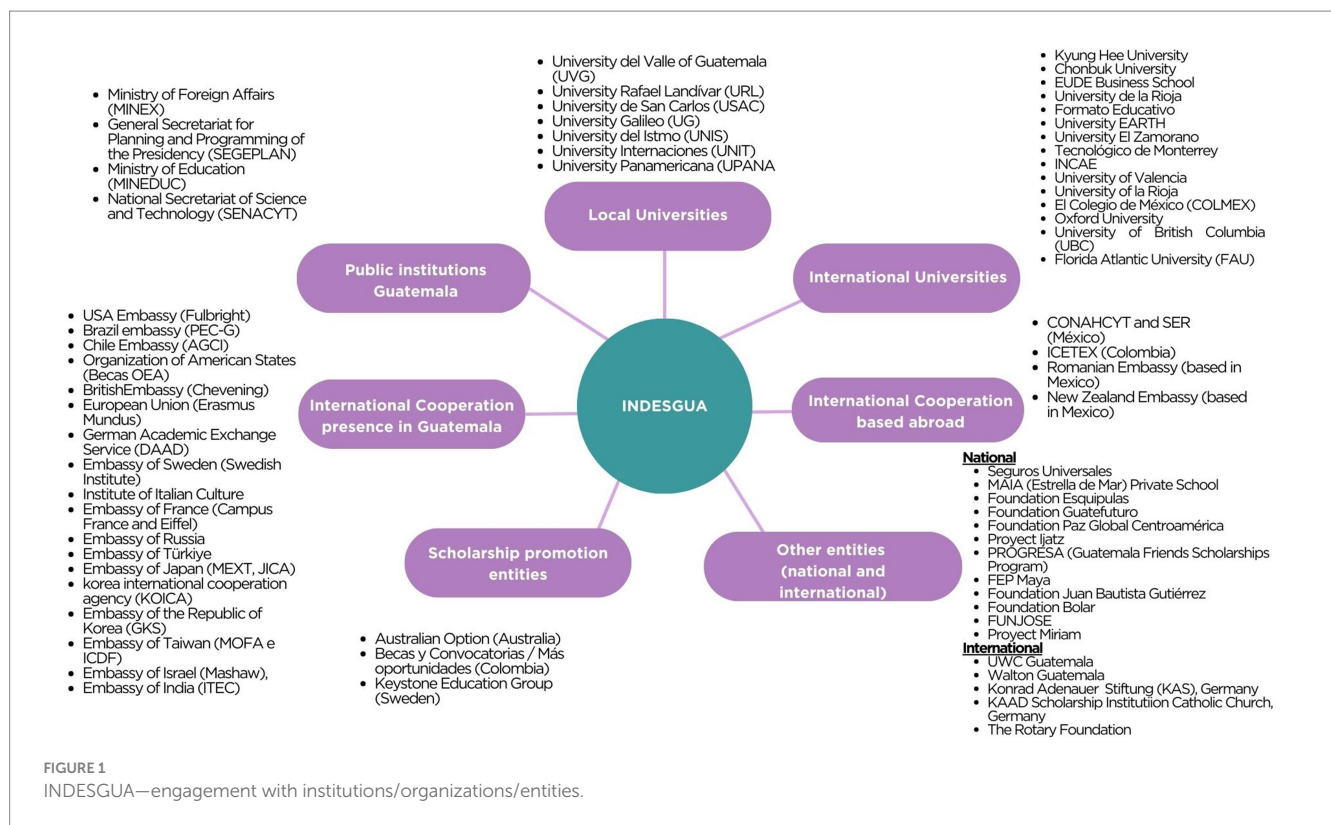 • Ministry of Foreign Affairs
(MINEX)
• General Secretariat for
Planning and Programming of
the Presidency (SEGEPLAN)
• Ministry of Education
(MINEDUC)
• National Secretariat of Science
and Technology (SENACYT)
• University del Valle of Guatemala
(UVG)
• University Rafael Landívar (URL)
• University de San Carlos (USAC)
• University Galileo (UG)
• University del Istmo (UNIS)
• University Internaciones (UNIT)
• University Panamericana (UPANA
• Kyung Hee University
• Chonbuk University
• EUDE Business School
• University de la Rioja
• Formato Educativo
• University EARTH
• University El Zamorano
• Tecnológico de Monterrey
• INCAE
• University of Valencia
• University of la Rioja
• El Colegio de México (COLMEX)
• Oxford University
• University of British Columbia
(UBC)
• Florida Atlantic University (FAU)
Local Universities
Public institutions
Guatemala
International Universities
• USA Embassy (Fulbright)
• Brazil embassy (PEC-G)
• Chile Embassy (AGCI)
• Organization of American States
(Becas OEA)
• BritishEmbassy (Chevening)
• European Union (Erasmus
Mundus)
• German Academic Exchange
Service (DAAD)
• Embassy of Sweden (Swedish
Institute)
• Institute of Italian Culture
• Embassy of France (Campus
France and Eiffel)
• Embassy of Russia
• Embassy of Türkiye
• Embassy of Japan (MEXT, JICA)
• korea international cooperation
agency (KOICA)
• Embassy of the Republic of
Korea (GKS)
• Embassy of Taiwan (MOFA e
ICDF)
• Embassy of Israel (Mashaw),
• Embassy of India (ITEC)
International Cooperation
presence in Guatemala
INDESGUA
International Cooperation
based abroad
• CONAHCYT and SER
(México)
• ICETEX (Colombia)
• Romanian Embassy (based in
Mexico)
• New Zealand Embassy (based
in Mexico)
Scholarship promotion
entities
Other entities
(national and
international)
• Australian Option (Australia)
• Becas y Convocatorias / Más
oportunidades (Colombia)
• Keystone Education Group
(Sweden)
National
• Seguros Universales
• MAIA (Estrella de Mar) Private School
• Foundation Esquipulas
• Foundation Guatefuturo
• Foundation Paz Global Centroamérica
• Proyect Ijatz
• PROGRESA (Guatemala Friends Scholarships
Program)
• FEP Maya
• Foundation Juan Bautista Gutiérrez
• Foundation Bolar
• FUNJOSE
• Proyect Miriam
International
• UWC Guatemala
• Walton Guatemala
• Konrad Adenauer Stiftung (KAS), Germany
• KAAD Scholarship Institutiion Catholic Church,
Germany
• The Rotary Foundation
FIGURE 1
INDESGUA—engagement with institutions/organizations/entities.